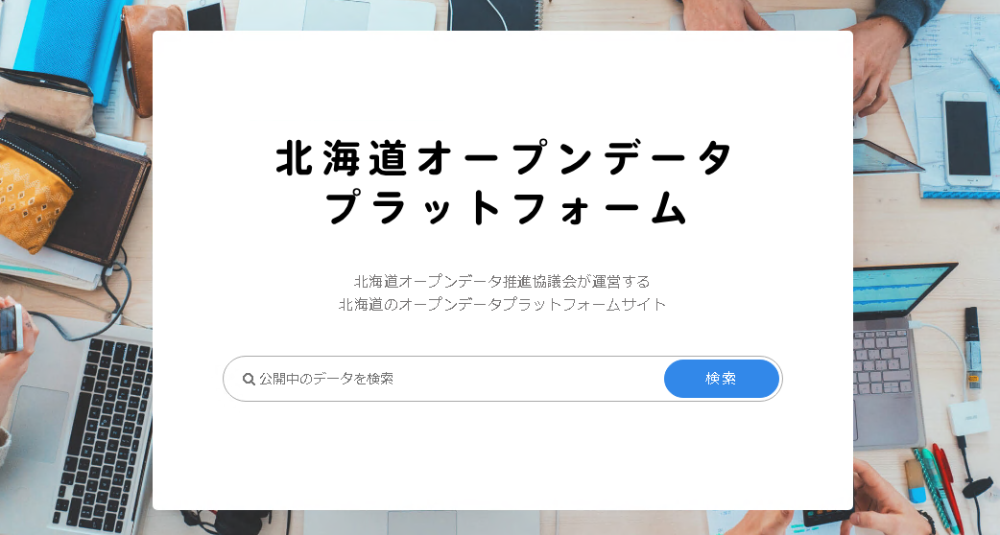 北海道オープンデータ
プラットフォーム
北海道オープンデータ推進協議会が運営する
北海道のオープンデータプラットフォームサイト
公開中のデータを検索
検索